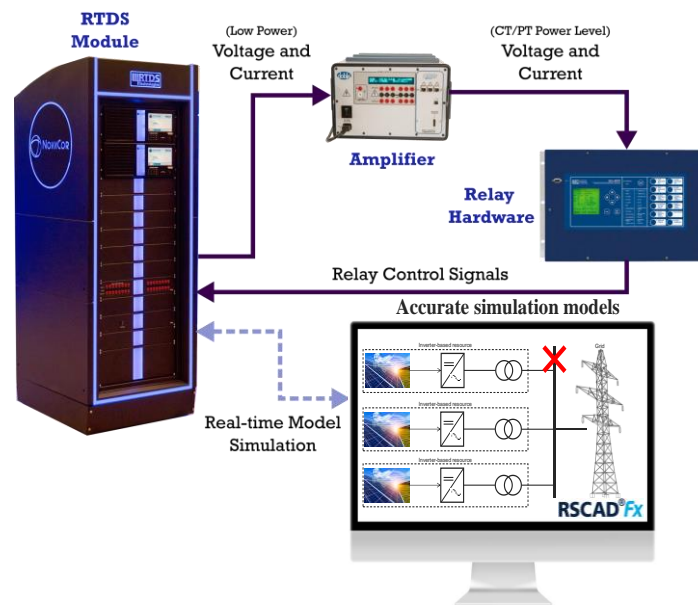 RTDS
Module
(Low Power)
Voltage and
Current
(CT/PT Power Level)
Voltage and
Current
RTDS
Technologies
NovaCor
Amplifier
Relay
Hardware
Relay Control Signals
Accurate simulation models
Real-time Model
Simulation
Inverter-based resource
Grid
Inverter-based resource
Inverter-based resource
RSCAD®Fx